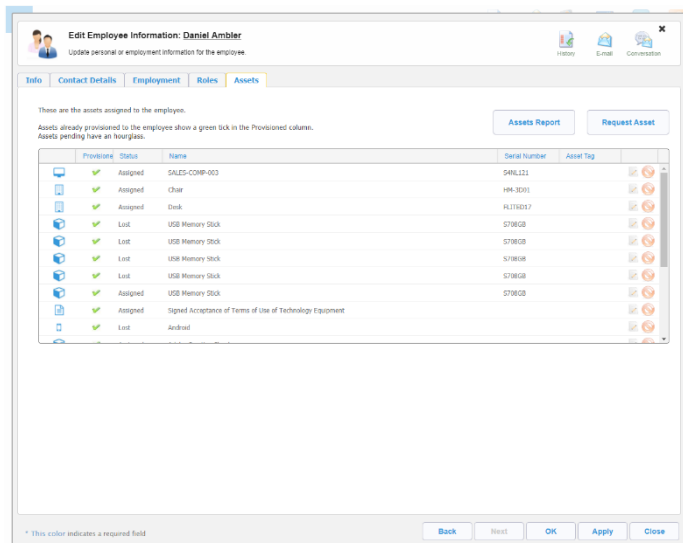 Edit Employee Information: Daniel Ambler
Update personal or employment information for the employee.
History E-mail Conversation
Info Contact Details Employment Roles Assets
These are the assets assigned to the employee.
Assets already provisioned to the employee show a green tick in the Provisioned column.
Assets pending have an hourglass.
Assets Report Request Asset
Provisione Status Name Serial Number Asset Tag
Assigned SALES-COMP-003 S4NL121
Assigned Chair HM-3D01
Assigned Desk FLITED17
Lost USB Memory Stick S708GB
Lost USB Memory Stick S708GB
Lost USB Memory Stick S708GB
Lost USB Memory Stick S708GB
Assigned USB Memory Stick S708GB
Assigned Signed Acceptance of Terms of Use of Technology Equipment
Lost Android
* This color indicates a required field
Back Next OK Apply Close